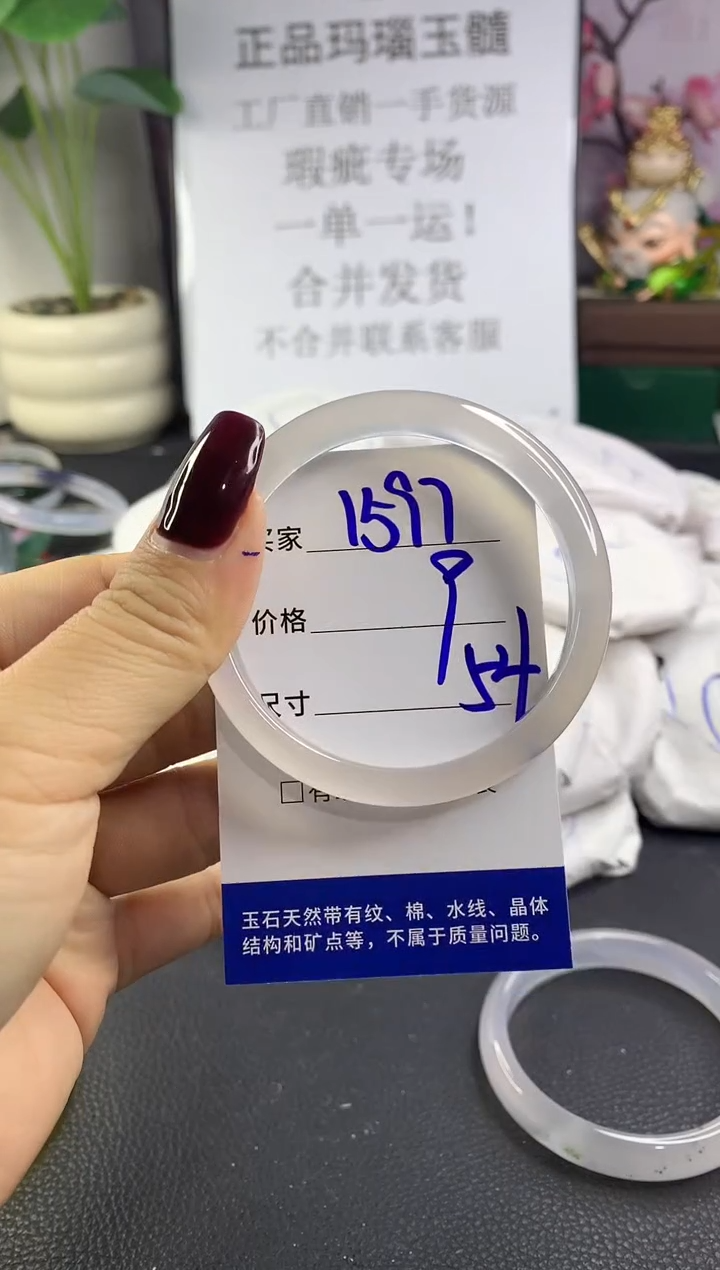 正品玛瑙玉髓
工厂直销一手货源
瑕疵专场
一单一运！
合并发货
不合并联系客服
买家 1597
价格 9
尺寸 54
□有
玉石天然带有纹、棉、水线、晶体
结构和矿点等，不属于质量问题。